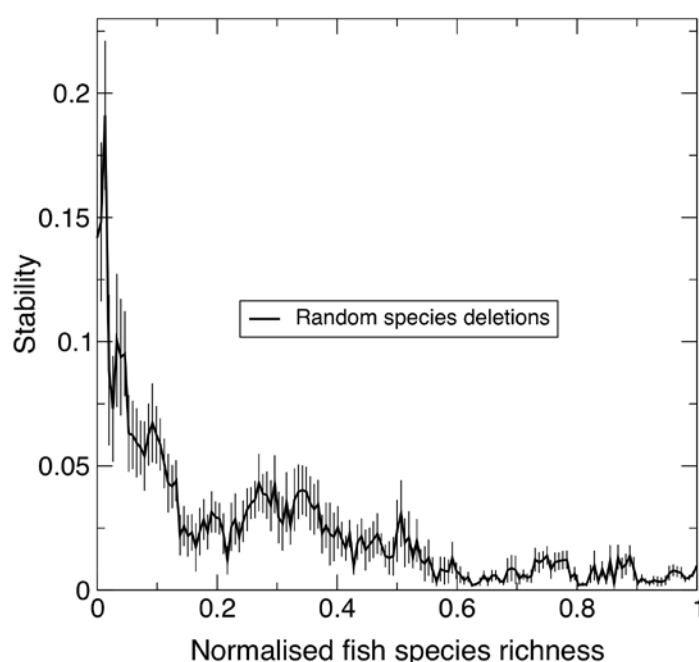 0.2
0.15
0.1
0.05
0
Stability
Random species deletions
0 0.2 0.4 0.6 0.8 1
Normalised fish species richness